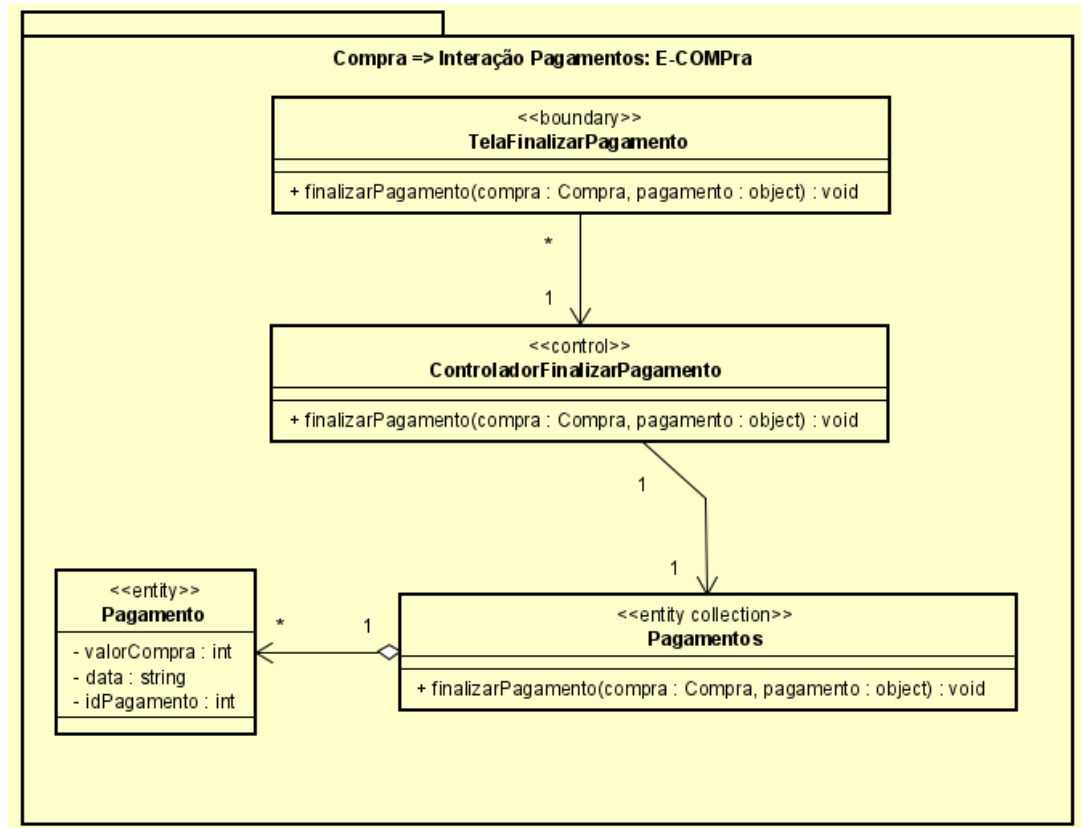 Compra => Interação Pagamentos: E-COMPra
<<boundary>>
TelaFinalizarPagamento
+ finalizarPagamento(compra : Compra, pagamento : object) : void
*
1
<<control>>
ControladorFinalizarPagamento
+ finalizarPagamento(compra : Compra, pagamento : object) : void
1
1
<<entity>>
Pagamento
- valorCompra : int
- data : string
- idPagamento : int
*
1
<<entity collection>>
Pagamentos
+ finalizarPagamento(compra : Compra, pagamento : object) : void